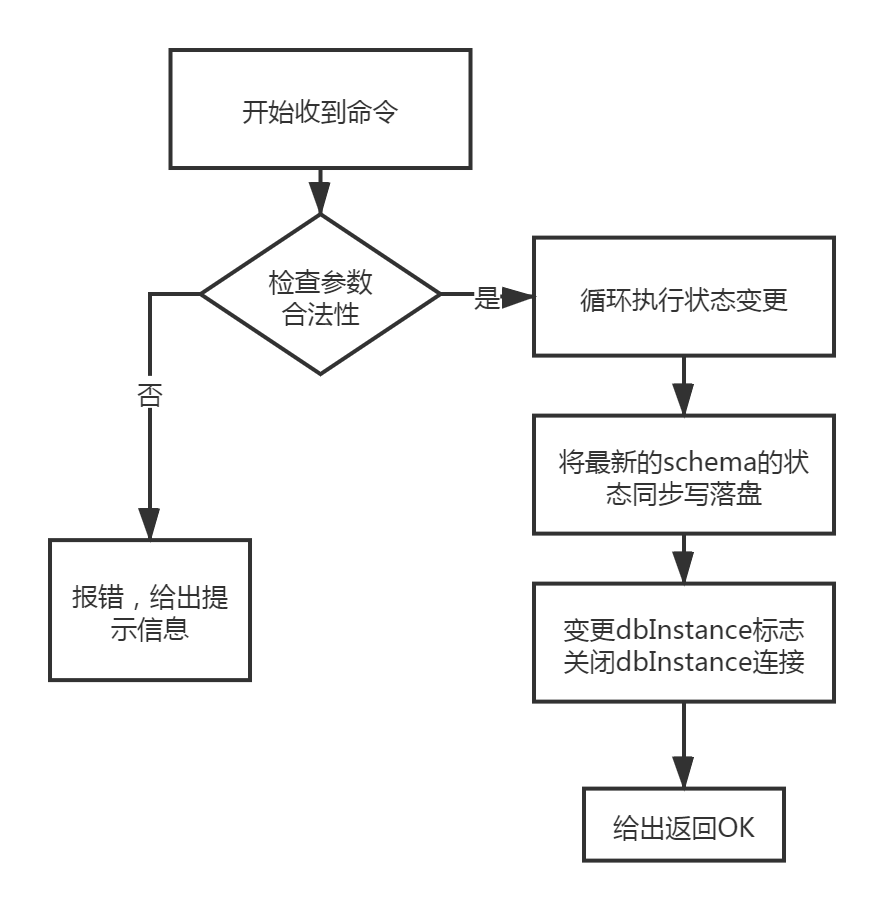 开始收到命令
检查参数
合法性
是
循环执行状态变更
否
将最新的schema的状
态同步写落盘
报错，给出提
示信息
变更dbInstance标志
关闭dbInstance连接
给出返回OK